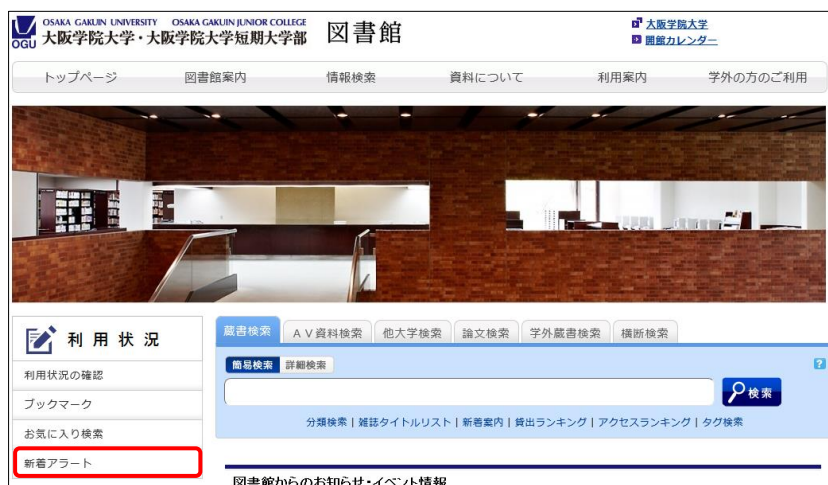 OSAKA GAKUIN UNIVERSITY OSAKA GAKUIN JUNIOR COLLEGE
OGU 大阪学院大学・大阪学院大学短期大学部 図書館
大阪学院大学
開館カレンダー
トップページ 図書館案内 情報検索 資料について 利用案内 学外の方のご利用
利用状況
利用状況の確認
ブックマーク
お気に入り検索
新着アラート
蔵書検索 AV資料検索 他大学検索 論文検索 学外蔵書検索 横断検索
簡易検索 詳細検索
?
検索
分類検索 | 雑誌タイトルリスト | 新着案内 | 貸出ランキング | アクセスランキング | タグ検索
図書館からのお知らせ・イベント情報